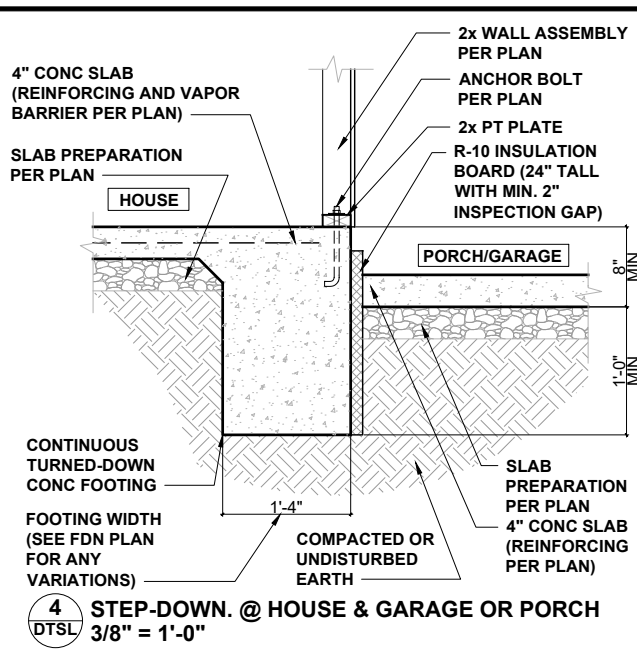 2x WALL ASSEMBLY
PER PLAN
4" CONC SLAB
(REINFORCING AND VAPOR
BARRIER PER PLAN)
ANCHOR BOLT
PER PLAN
2x PT PLATE
SLAB PREPARATION
PER PLAN
R-10 INSULATION
BOARD (24" TALL
WITH MIN. 2"
INSPECTION GAP)
HOUSE
PORCH/GARAGE
8"
MIN
1'-0"
MIN
CONTINUOUS
TURNED-DOWN
CONC FOOTING
SLAB
PREPARATION
PER PLAN
1'-4"
FOOTING WIDTH
(SEE FDN PLAN
FOR ANY
VARIATIONS)
COMPACTED OR
UNDISTURBED
EARTH
4" CONC SLAB
(REINFORCING
PER PLAN)
4
DTSL
STEP-DOWN. @ HOUSE & GARAGE OR PORCH
3/8" = 1'-0"